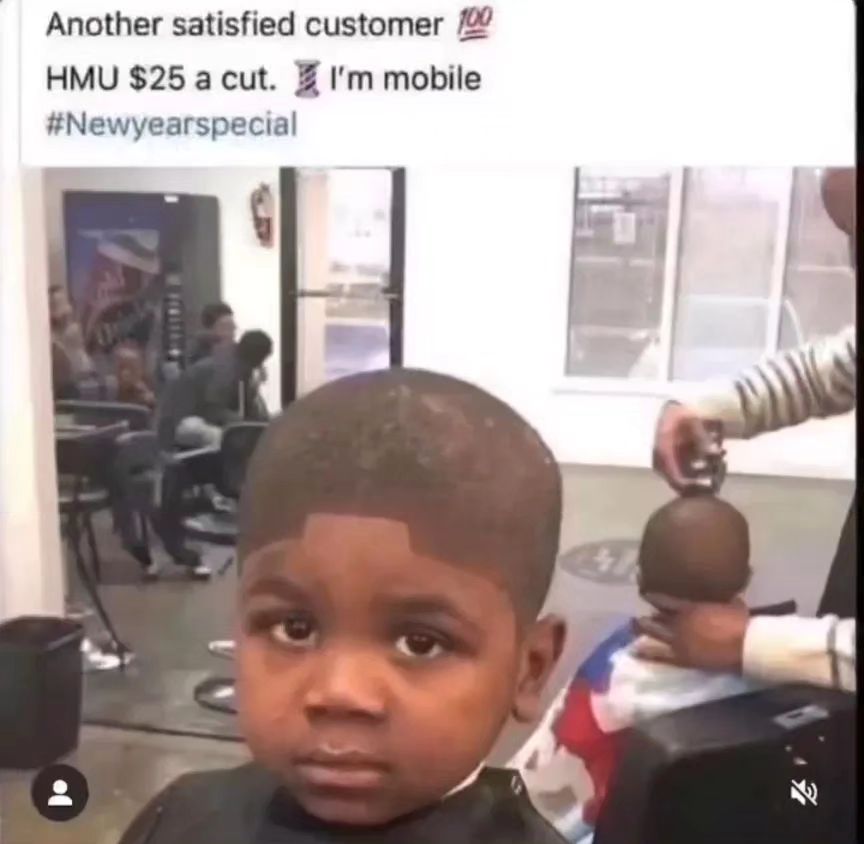 Another satisfied customer 💯
HMU $25 a cut. 💈 I'm mobile
#Newyearspecial